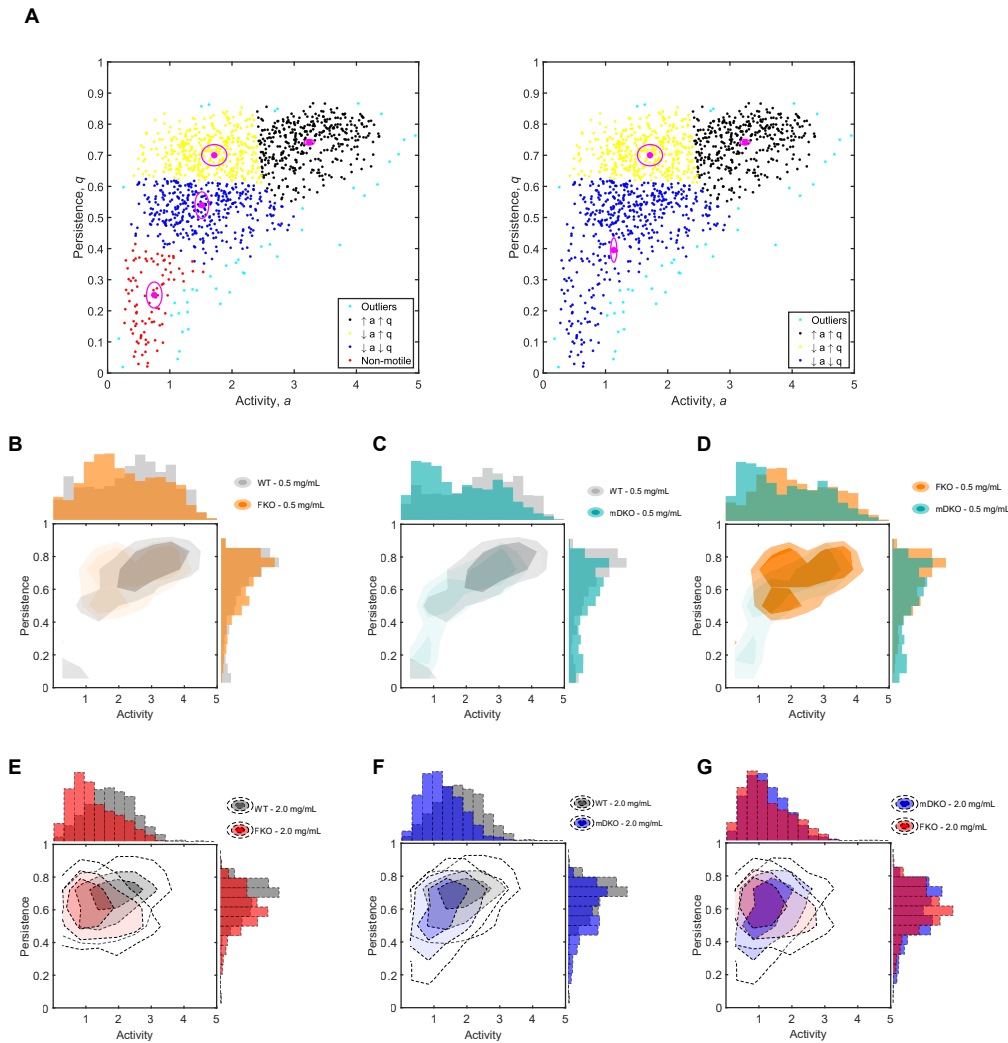 A
1
0.9
0.8
0.7
0.6
0.5
0.4
0.3
0.2
0.1
0
0
1
2
3
4
5
Persistence, q
Activity, a
Outliers
↑ a ↑ q
↓ a ↑ q
↓ a ↓ q
Non-motile
1
0.9
0.8
0.7
0.6
0.5
0.4
0.3
0.2
0.1
0
0
1
2
3
4
5
Persistence, q
Activity, a
Outliers
↑ a ↑ q
↓ a ↑ q
↓ a ↓ q
B
WT - 0.5 mg/mL
FKO - 0.5 mg/mL
1
0.8
0.6
0.4
0.2
0
1
2
3
4
5
Persistence
Activity
C
WT - 0.5 mg/mL
mDKO - 0.5 mg/mL
1
0.8
0.6
0.4
0.2
0
1
2
3
4
5
Persistence
Activity
D
FKO - 0.5 mg/mL
mDKO - 0.5 mg/mL
1
0.8
0.6
0.4
0.2
0
1
2
3
4
5
Persistence
Activity
E
WT - 2.0 mg/mL
FKO - 2.0 mg/mL
1
0.8
0.6
0.4
0.2
0
1
2
3
4
5
Persistence
Activity
F
WT - 2.0 mg/mL
mDKO - 2.0 mg/mL
1
0.8
0.6
0.4
0.2
0
1
2
3
4
5
Persistence
Activity
G
mDKO - 2.0 mg/mL
FKO - 2.0 mg/mL
1
0.8
0.6
0.4
0.2
0
1
2
3
4
5
Persistence
Activity